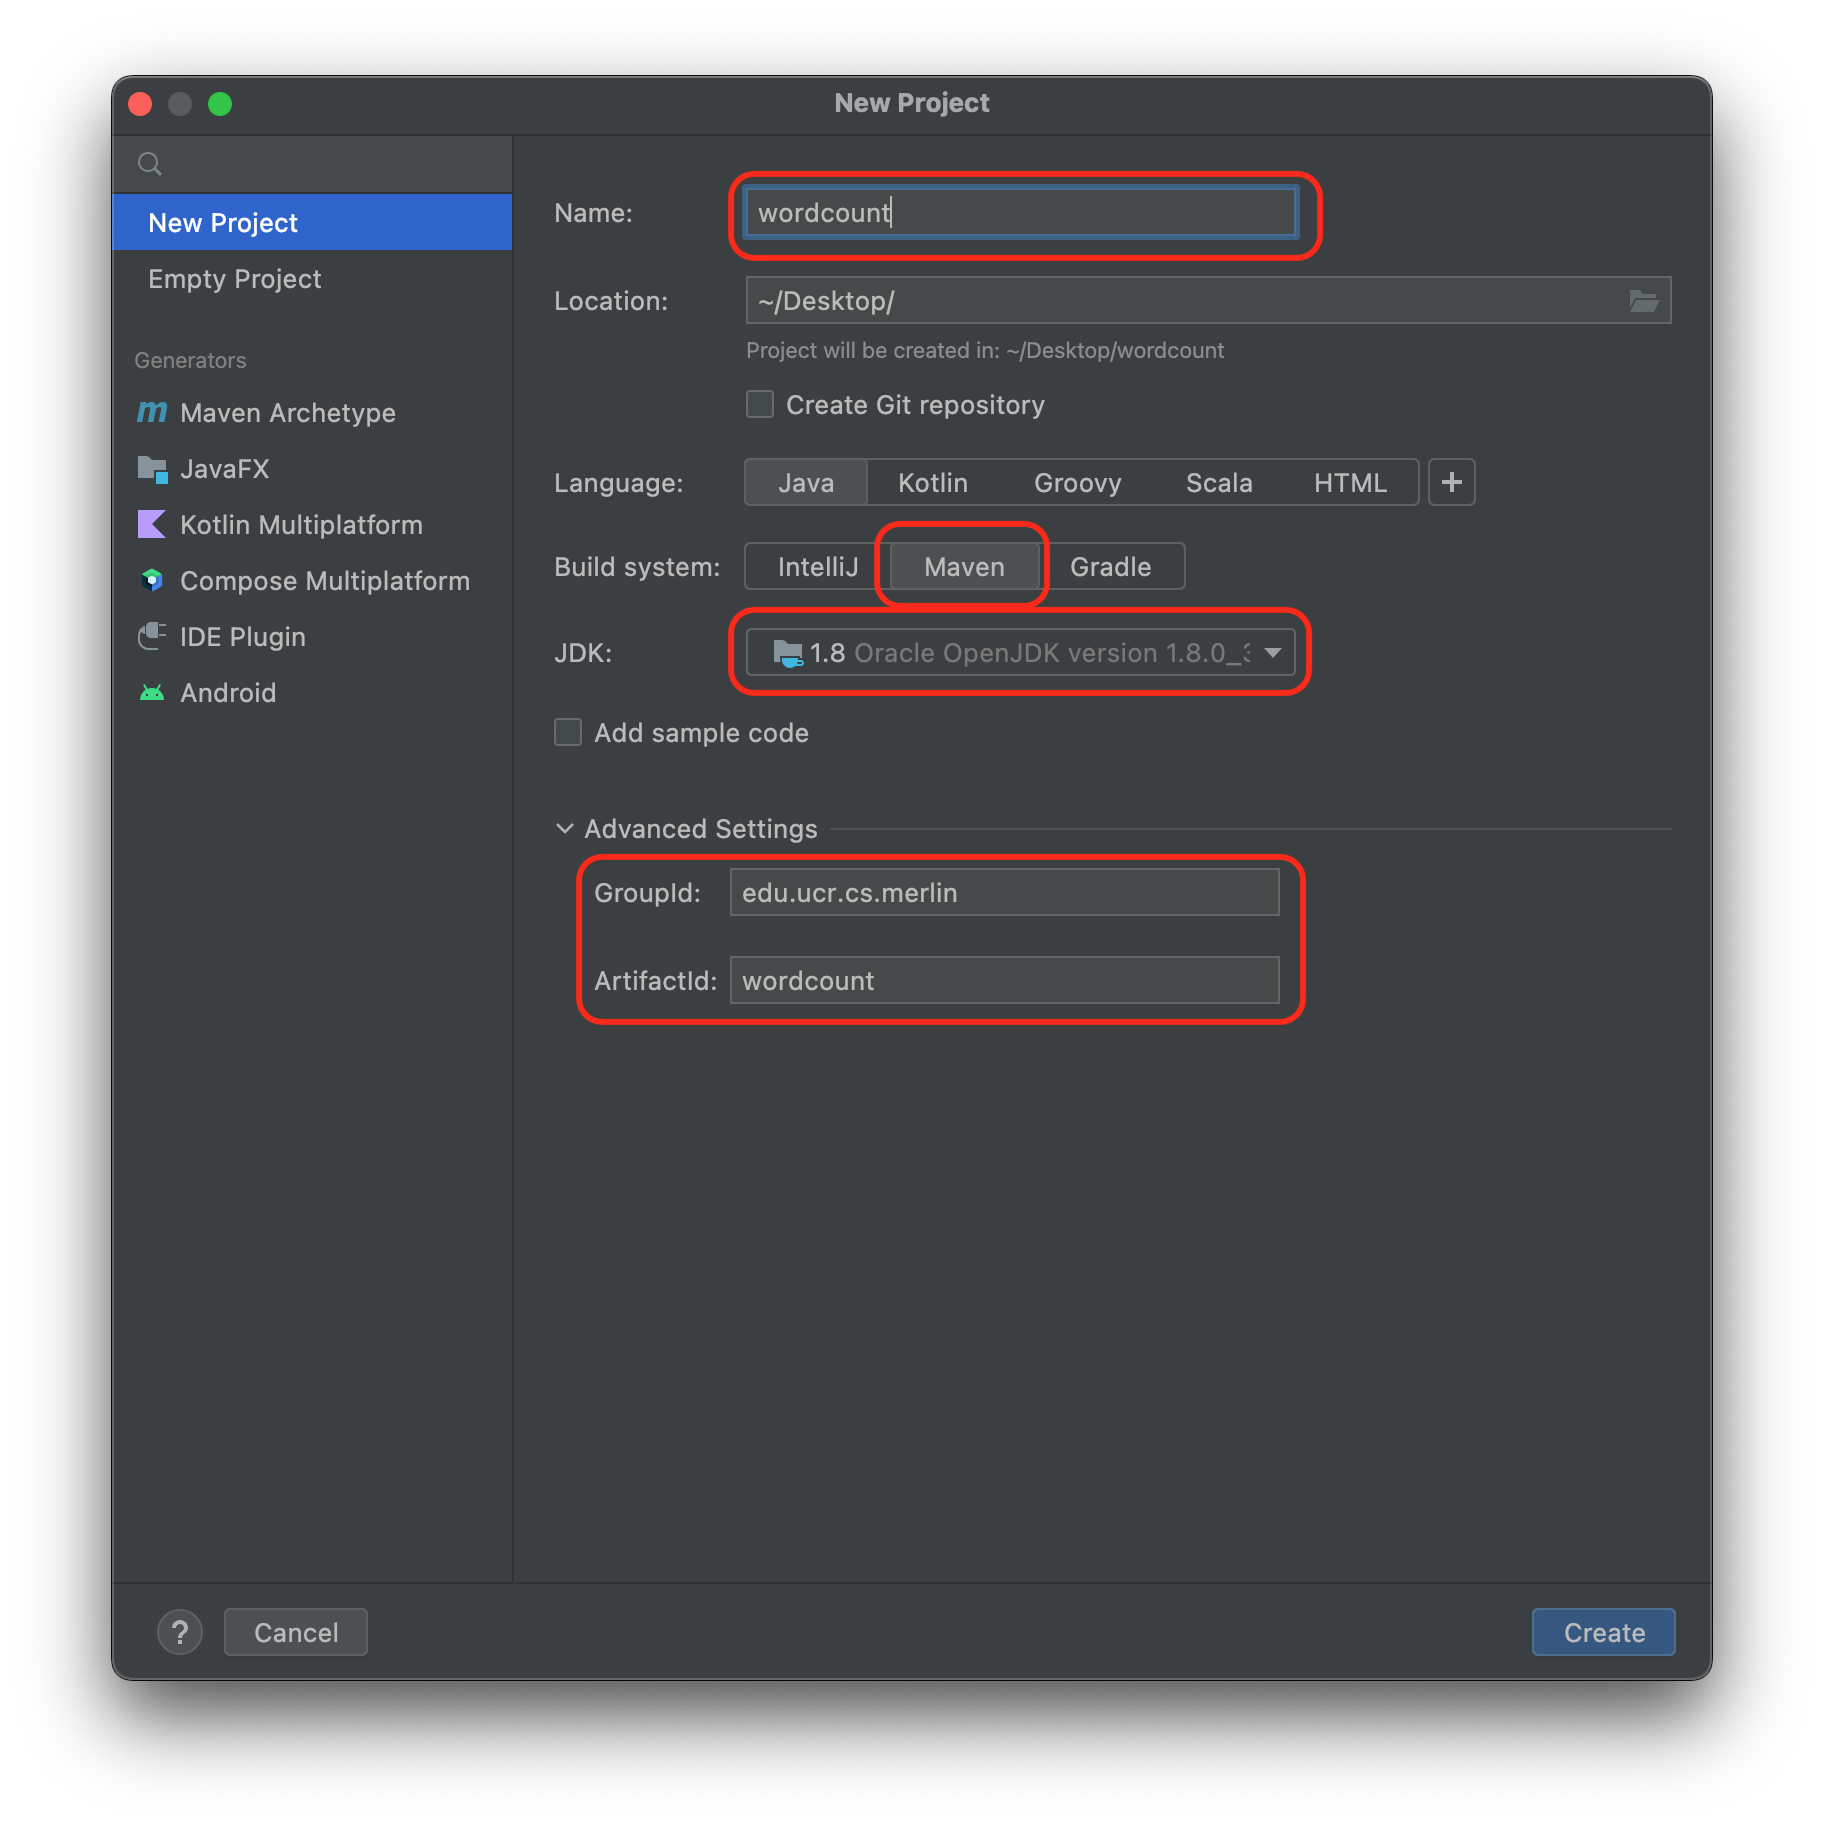 New Project
New Project
Empty Project
Generators
Maven Archetype
JavaFX
Kotlin Multiplatform
Compose Multiplatform
IDE Plugin
Android
Name: wordcount
Location: ~/Desktop/
Project will be created in: ~/Desktop/wordcount
Create Git repository
Language: Java Kotlin Groovy Scala HTML +
Build system: IntelliJ Maven Gradle
JDK: 1.8 Oracle OpenJDK version 1.8.0_3
Add sample code
Advanced Settings
GroupId: edu.ucr.cs.merlin
ArtifactId: wordcount
? Cancel Create